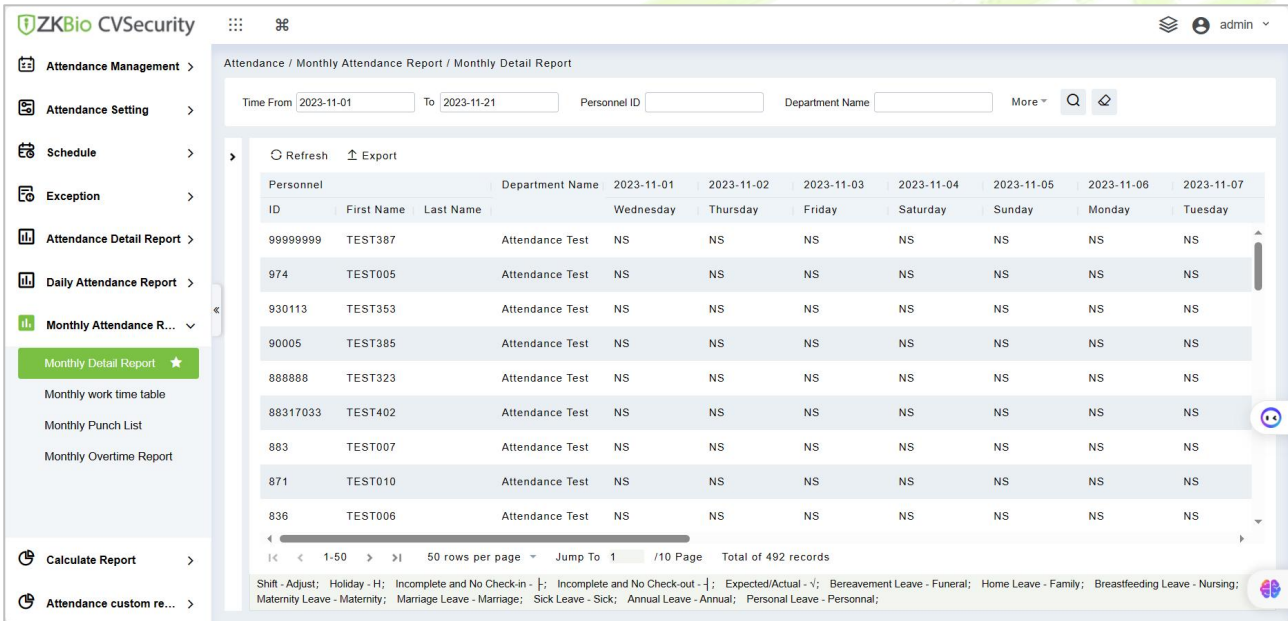 ZKBio CVSecurity
admin
Attendance Management
Attendance Setting
Schedule
Exception
Attendance Detail Report
Daily Attendance Report
Monthly Attendance R...
Monthly Detail Report
Monthly work time table
Monthly Punch List
Monthly Overtime Report
Calculate Report
Attendance custom re...
Attendance / Monthly Attendance Report / Monthly Detail Report
Time From 2023-11-01 To 2023-11-21 Personnel ID Department Name More
Refresh Export
Personnel Department Name 2023-11-01 2023-11-02 2023-11-03 2023-11-04 2023-11-05 2023-11-06 2023-11-07
ID First Name Last Name Wednesday Thursday Friday Saturday Sunday Monday Tuesday
99999999 TEST387 Attendance Test NS NS NS NS NS NS NS
974 TEST005 Attendance Test NS NS NS NS NS NS NS
930113 TEST353 Attendance Test NS NS NS NS NS NS NS
90005 TEST385 Attendance Test NS NS NS NS NS NS NS
888888 TEST323 Attendance Test NS NS NS NS NS NS NS
88317033 TEST402 Attendance Test NS NS NS NS NS NS NS
883 TEST007 Attendance Test NS NS NS NS NS NS NS
871 TEST010 Attendance Test NS NS NS NS NS NS NS
836 TEST006 Attendance Test NS NS NS NS NS NS NS
1-50 50 rows per page Jump To 1 /10 Page Total of 492 records
Shift - Adjust; Holiday - H; Incomplete and No Check-in - ├; Incomplete and No Check-out - ┤; Expected/Actual - √; Bereavement Leave - Funeral; Home Leave - Family; Breastfeeding Leave - Nursing;
Maternity Leave - Maternity; Marriage Leave - Marriage; Sick Leave - Sick; Annual Leave - Annual; Personal Leave - Personnal;